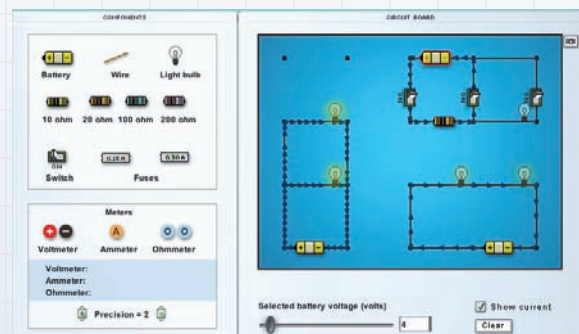 COMPONENTS
Battery Wire Light bulb
10 ohm 20 ohm 100 ohm 200 ohm
Switch Fuses
Meters
Voltmeter Ammeter Ohmmeter
Voltmeter:
Ammeter:
Ohmmeter:
Precision = 2
CIRCUIT BOARD
Selected battery voltage (volts)
4
Show current
Clear